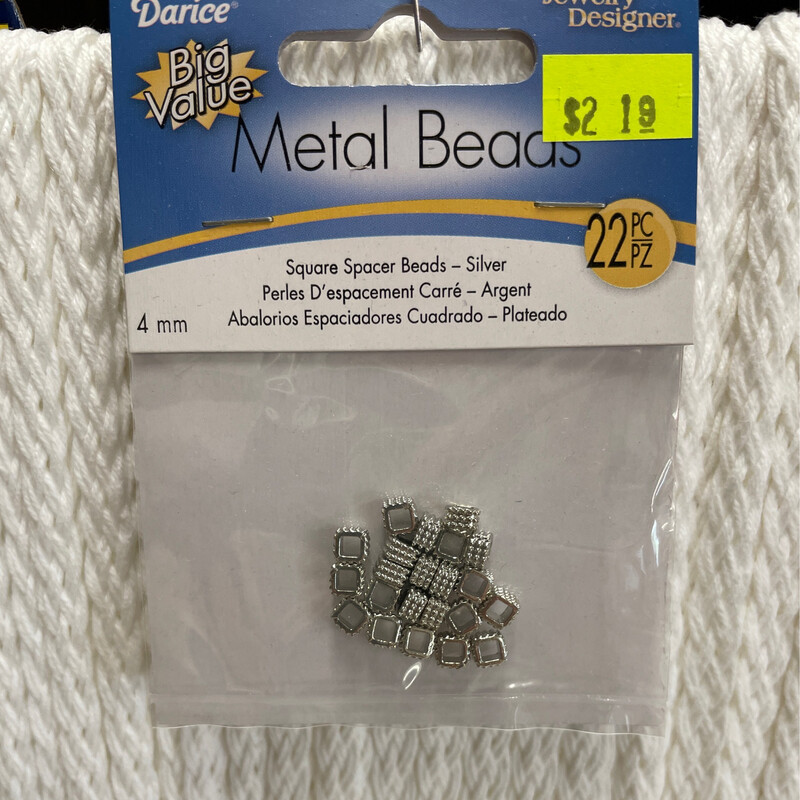 Darice®
Jewelry
Designer®
Big
Value
$2 19
Metal Beads
22 PC
PZ
Square Spacer Beads – Silver
Perles D'espacement Carré – Argent
4 mm
Abalorios Espaciadores Cuadrado – Plateado